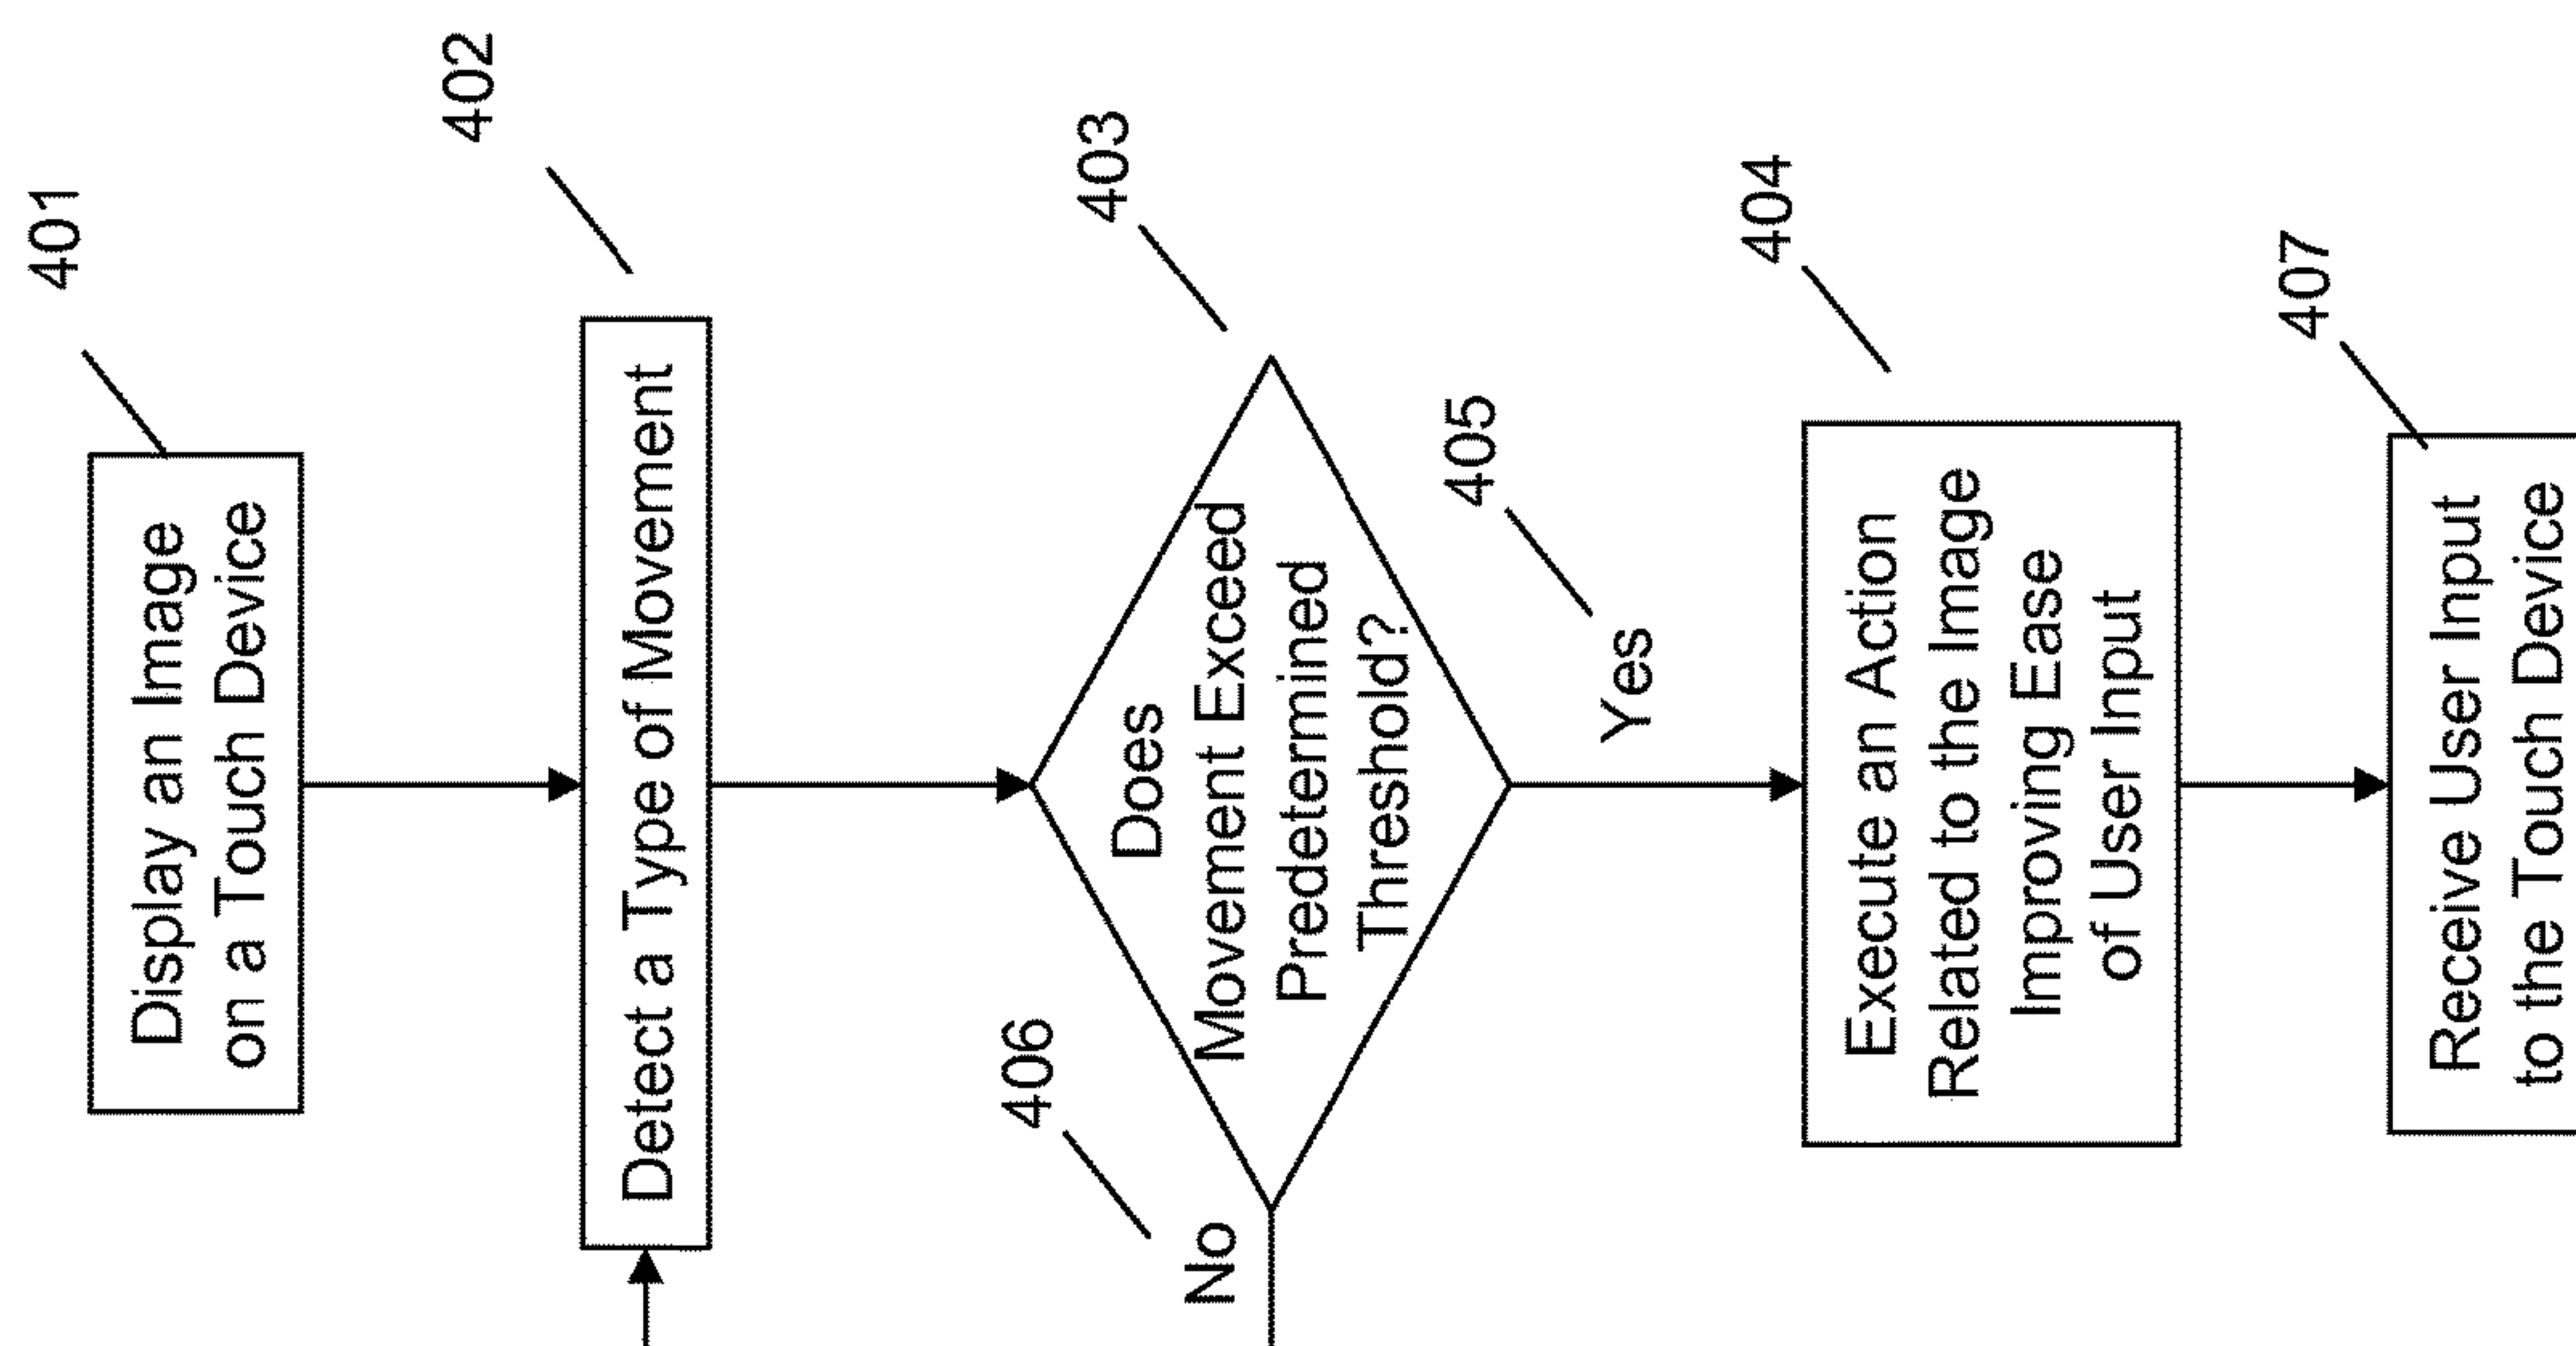 401
Display an Image
on a Touch Device
402
Detect a Type of Movement
403
Does
Movement Exceed
Predetermined
Threshold?
406
No
405
Yes
404
Execute an Action
Related to the Image
Improving Ease
of User Input
407
Receive User Input
to the Touch Device